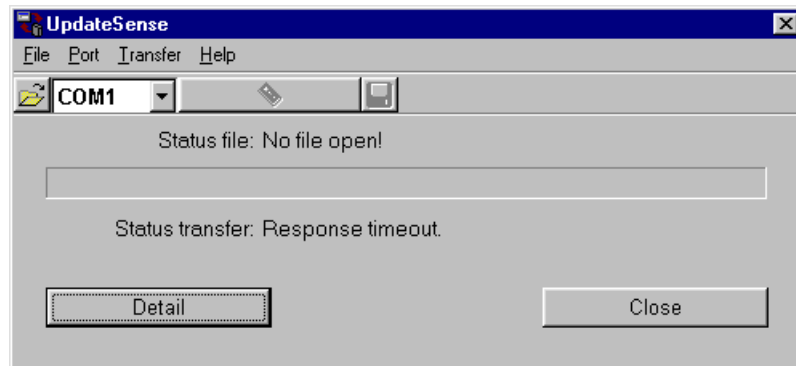 UpdateSense
File Port Transfer Help
COM1
Status file: No file open!
Status transfer: Response timeout.
Detail Close